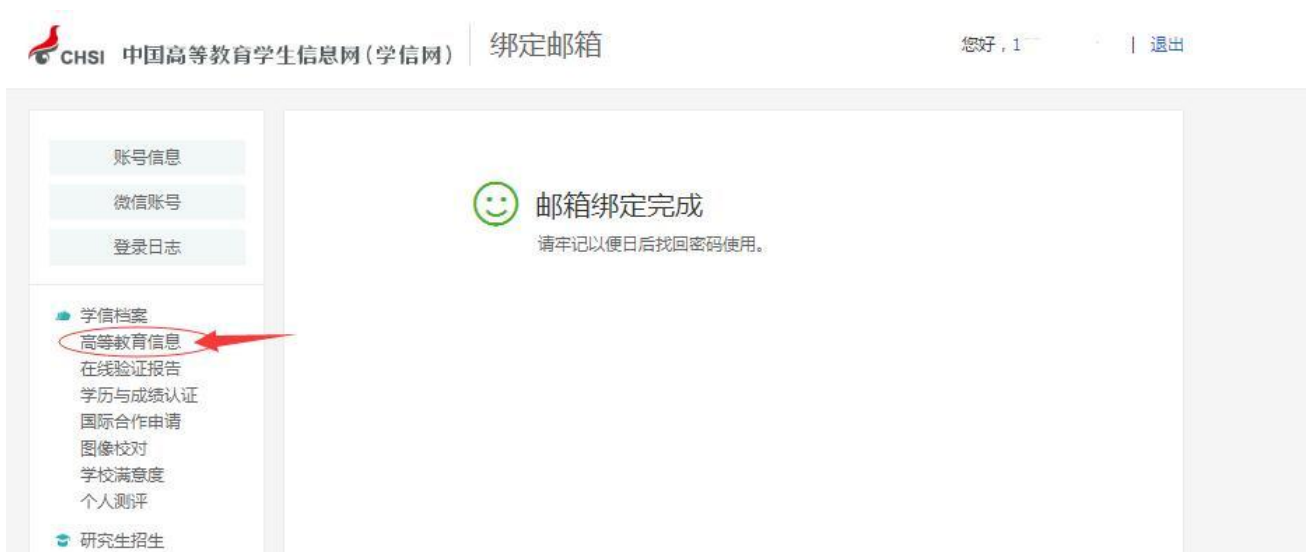 CHSI 中国高等教育学生信息网(学信网) 绑定邮箱
您好,1 | 退出
账号信息
微信账号
登录日志
邮箱绑定完成
请牢记以便日后找回密码使用。
学信档案
高等教育信息
在线验证报告
学历与成绩认证
国际合作申请
图像校对
学校满意度
个人测评
研究生招生